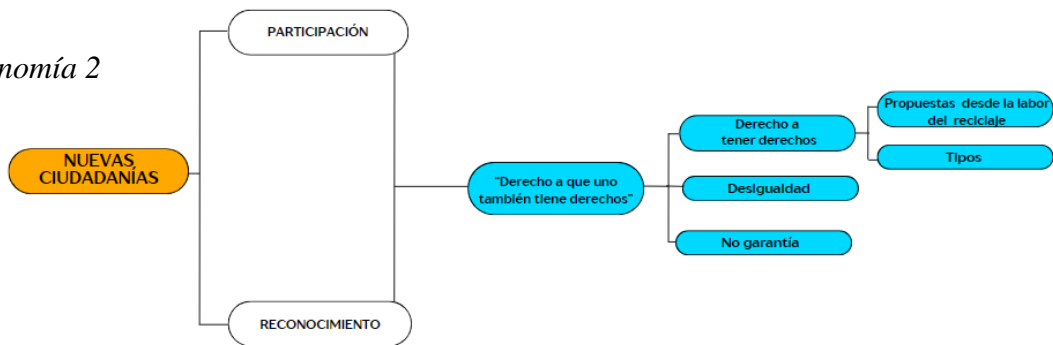 PARTICIPACIÓN
nomía 2
NUEVAS
CIUDADANÍAS
"Derecho a que uno
también tiene derechos"
Derecho a
tener derechos
Propuestas desde la labor
del reciclaje
Tipos
Desigualdad
No garantía
RECONOCIMIENTO